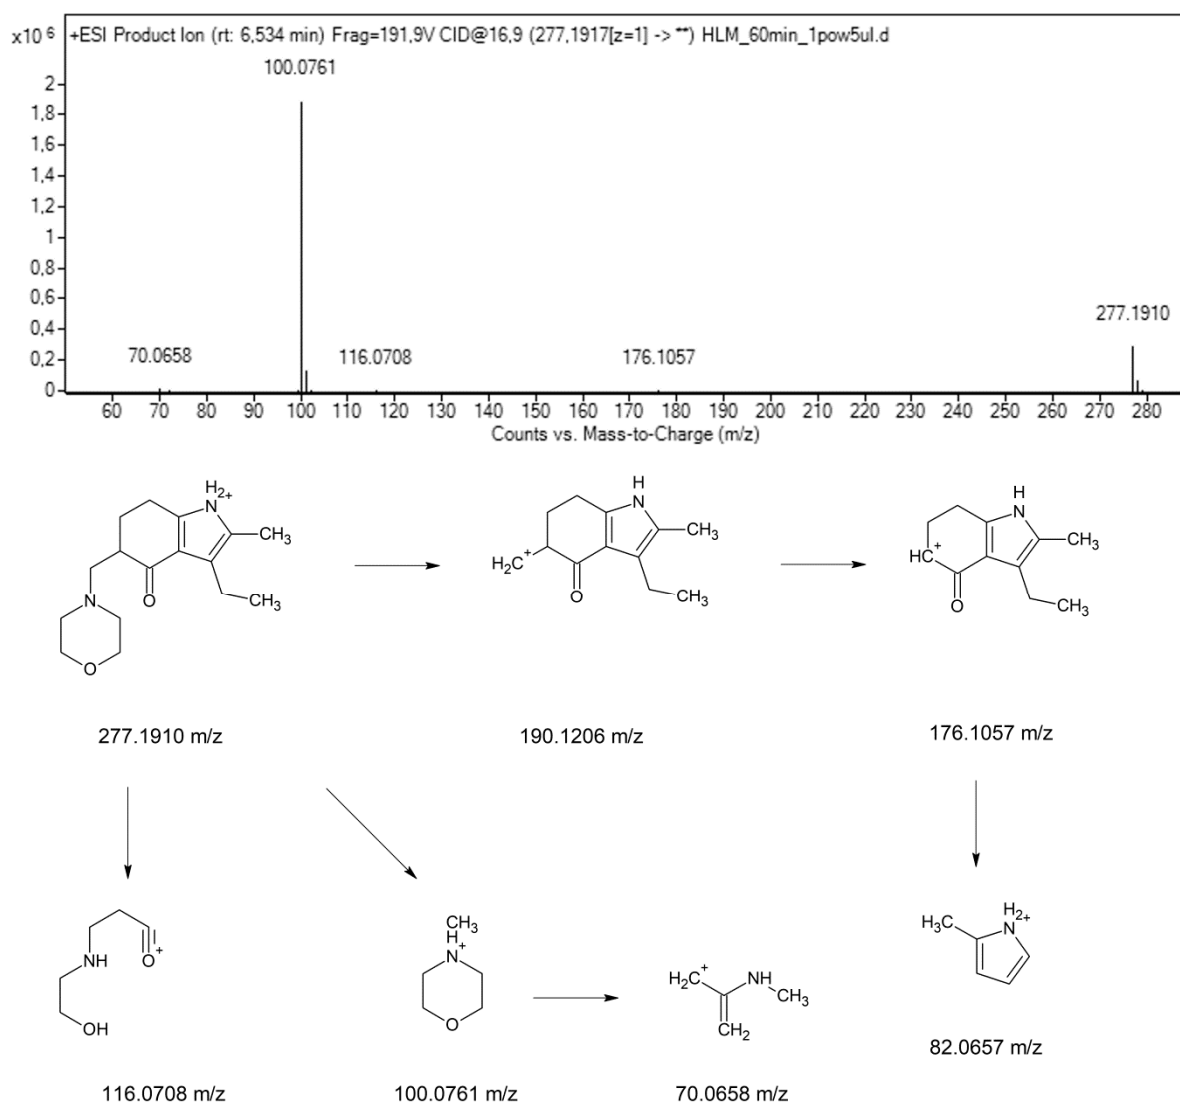 x10 6
+ESI Product Ion (rt: 6,534 min) Frag=191,9V CID@16,9 (277,1917[z=1] -> **) HLM_60min_1pow5ul.d
100.0761
2
1,8
1,6
1,4
1,2
1
0,8
0,6
0,4
0,2
0
277.1910
70.0658
116.0708
176.1057
60 70 80 90 100 110 120 130 140 150 160 170 180 190 200 210 220 230 240 250 260 270 280
Counts vs. Mass-to-Charge (m/z)
H2+
N
CH3
O
CH3
N
O
277.1910 m/z
H
N
CH3
+
H2C
O
CH3
190.1206 m/z
H
N
CH3
+
HC
O
CH3
176.1057 m/z
O
+
NH
OH
116.0708 m/z
CH3
H
N
+
O
100.0761 m/z
+
H2C
NH
CH3
CH2
70.0658 m/z
H3C
H2+
N
82.0657 m/z